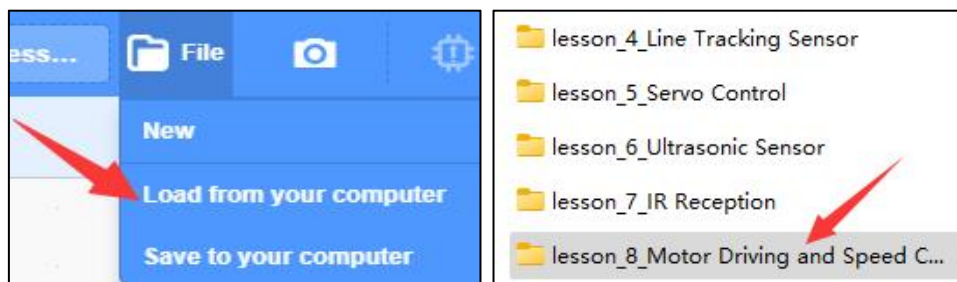 ess...
File
New
Load from your computer
Save to your computer
lesson_4_Line Tracking Sensor
lesson_5_Servo Control
lesson_6_Ultrasonic Sensor
lesson_7_IR Reception
lesson_8_Motor Driving and Speed C...